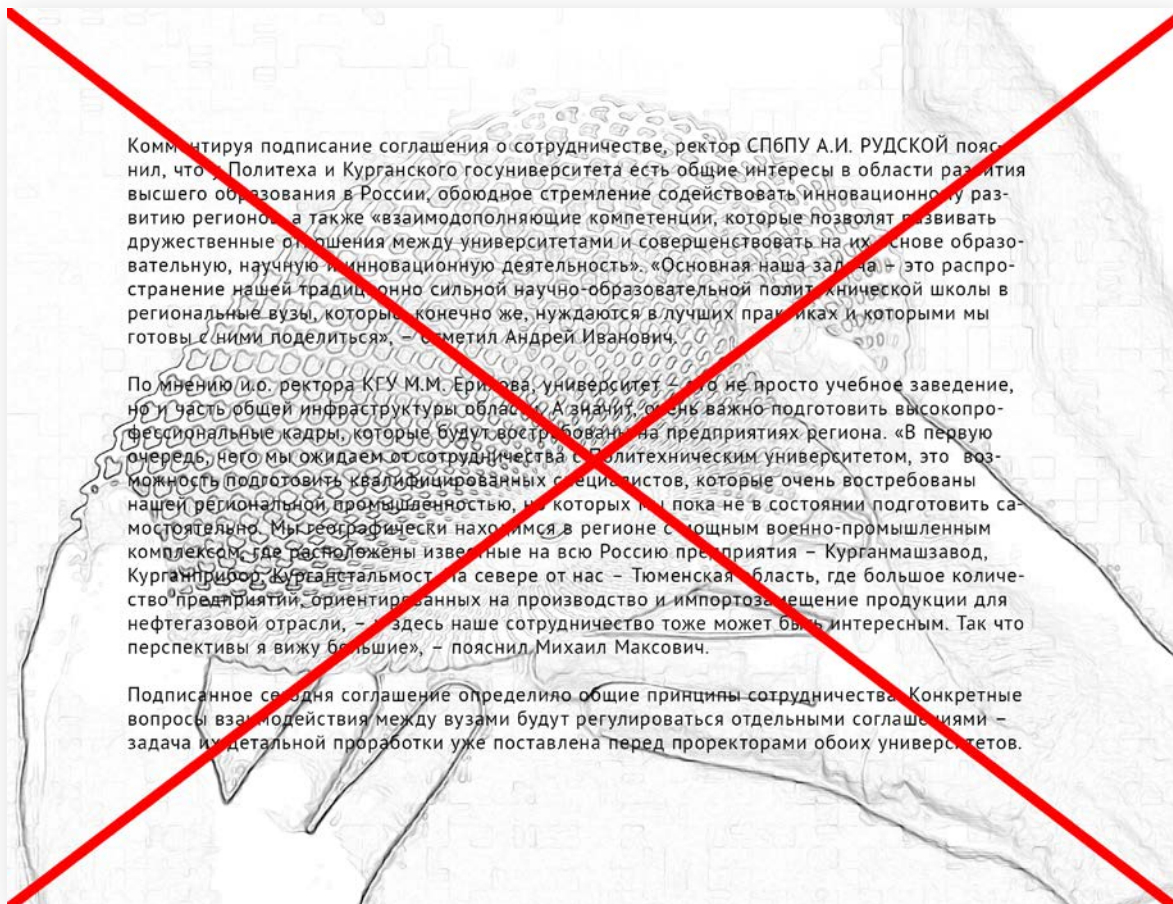 Комментируя подписание соглашения о сотрудничестве, ректор СПбПУ А.И. РУДСКОЙ пояс-
нил, что у Политеха и Курганского госуниверситета есть общие интересы в области развития
высшего образования в России, обоюдное стремление содействовать инновационному раз-
витию регионов, а также «взаимодополняющие компетенции, которые позволят развивать
дружественные отношения между университетами и совершенствовать на их основе образо-
вательную, научную и инновационную деятельность». «Основная наша задача – это распро-
странение нашей традиционно сильной научно-образовательной политехнической школы в
региональные вузы, которые, конечно же, нуждаются в лучших практиках и которыми мы
готовы с ними поделиться», – отметил Андрей Иванович.
По мнению и.о. ректора КГУ М.М. Ерихова, университет – это не просто учебное заведение,
но и часть общей инфраструктуры области. А значит, очень важно подготовить высокопро-
фессиональные кадры, которые будут востребованы на предприятиях региона. «В первую
очередь, чего мы ожидаем от сотрудничества с Политехническим университетом, это воз-
можность подготовить квалифицированных специалистов, которые очень востребованы
нашей региональной промышленностью, но которых мы пока не в состоянии подготовить са-
мостоятельно. Мы географически находимся в регионе с мощным военно-промышленным
комплексом, где расположены известные на всю Россию предприятия – Курганмашзавод,
Курганприбор, Курганстальмост. На севере от нас – Тюменская область, где большое количе-
ство предприятий, ориентированных на производство и импортозамещение продукции для
нефтегазовой отрасли, – и здесь наше сотрудничество тоже может быть интересным. Так что
перспективы я вижу большие», – пояснил Михаил Максович.
Подписанное сегодня соглашение определило общие принципы сотрудничества. Конкретные
вопросы взаимодействия между вузами будут регулироваться отдельными соглашениями –
задача их детальной проработки уже поставлена перед проректорами обоих университетов.